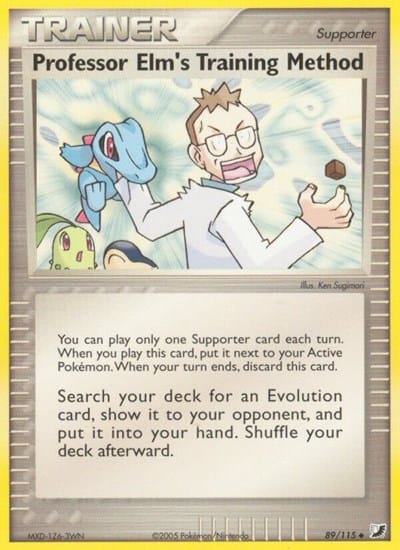 TRAINER
Supporter
Professor Elm's Training Method
Illus. Ken Sugimori
You can play only one Supporter card each turn.
When you play this card, put it next to your Active
Pokémon. When your turn ends, discard this card.
Search your deck for an Evolution
card, show it to your opponent, and
put it into your hand. Shuffle your
deck afterward.
MXD-1Z6-3WN
©2005 Pokémon/Nintendo
89/115